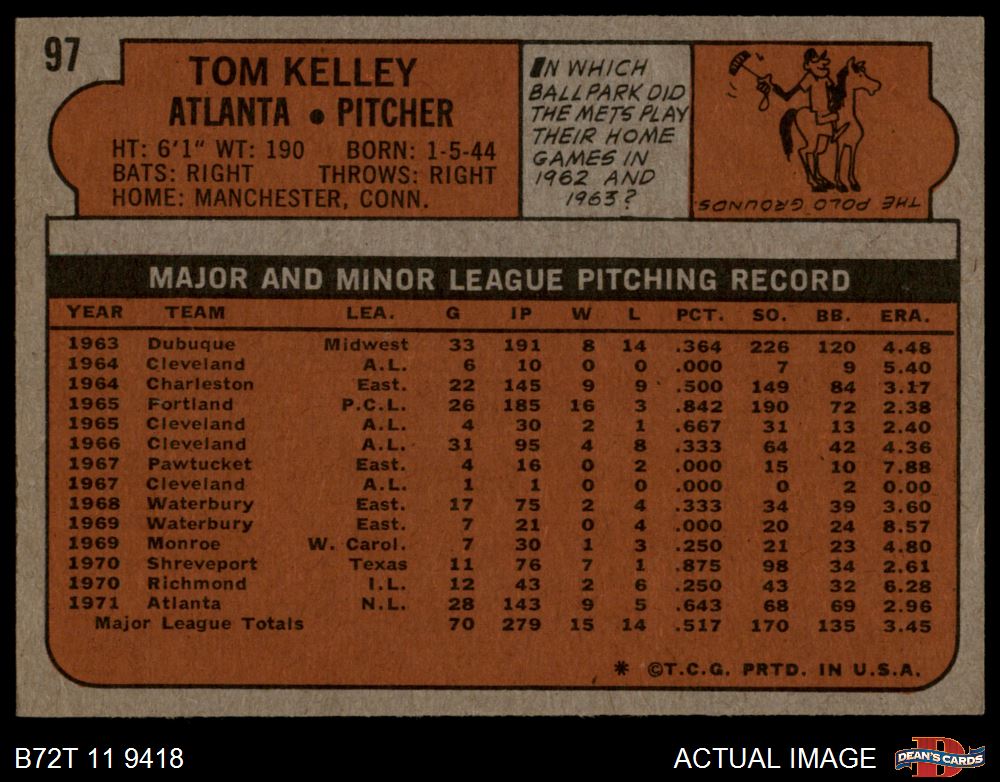 97
TOM KELLEY
ATLANTA • PITCHER
HT: 6'1" WT: 190 BORN: 1-5-44
BATS: RIGHT THROWS: RIGHT
HOME: MANCHESTER, CONN.
IN WHICH
BALLPARK DID
THE METS PLAY
THEIR HOME
GAMES IN
1962 AND
1963?
THE POLO GROUNDS
MAJOR AND MINOR LEAGUE PITCHING RECORD
YEAR TEAM LEA. G IP W L PCT. SO. BB. ERA.
1963 Dubuque Midwest 33 191 8 14 .364 226 120 4.48
1964 Cleveland A.L. 6 10 0 0 .000 7 9 5.40
1964 Charleston East. 22 145 9 9 .500 149 84 3.17
1965 Fortland P.C.L. 26 185 16 3 .842 190 72 2.38
1965 Cleveland A.L. 4 30 2 1 .667 31 13 2.40
1966 Cleveland A.L. 31 95 4 8 .333 64 42 4.36
1967 Pawtucket East. 4 16 0 2 .000 15 10 7.88
1967 Cleveland A.L. 1 1 0 0 .000 0 2 0.00
1968 Waterbury East. 17 75 2 4 .333 34 39 3.60
1969 Waterbury East. 7 21 0 4 .000 20 24 8.57
1969 Monroe W. Carol. 7 30 1 3 .250 21 23 4.80
1970 Shreveport Texas 11 76 7 1 .875 98 34 2.61
1970 Richmond I.L. 12 43 2 6 .250 43 32 6.28
1971 Atlanta N.L. 28 143 9 5 .643 68 69 2.96
Major League Totals 70 279 15 14 .517 170 135 3.45
* ©T.C.G. PRTD. IN U.S.A.
B72T 11 9418
ACTUAL IMAGE
D
DEAN'S CARDS